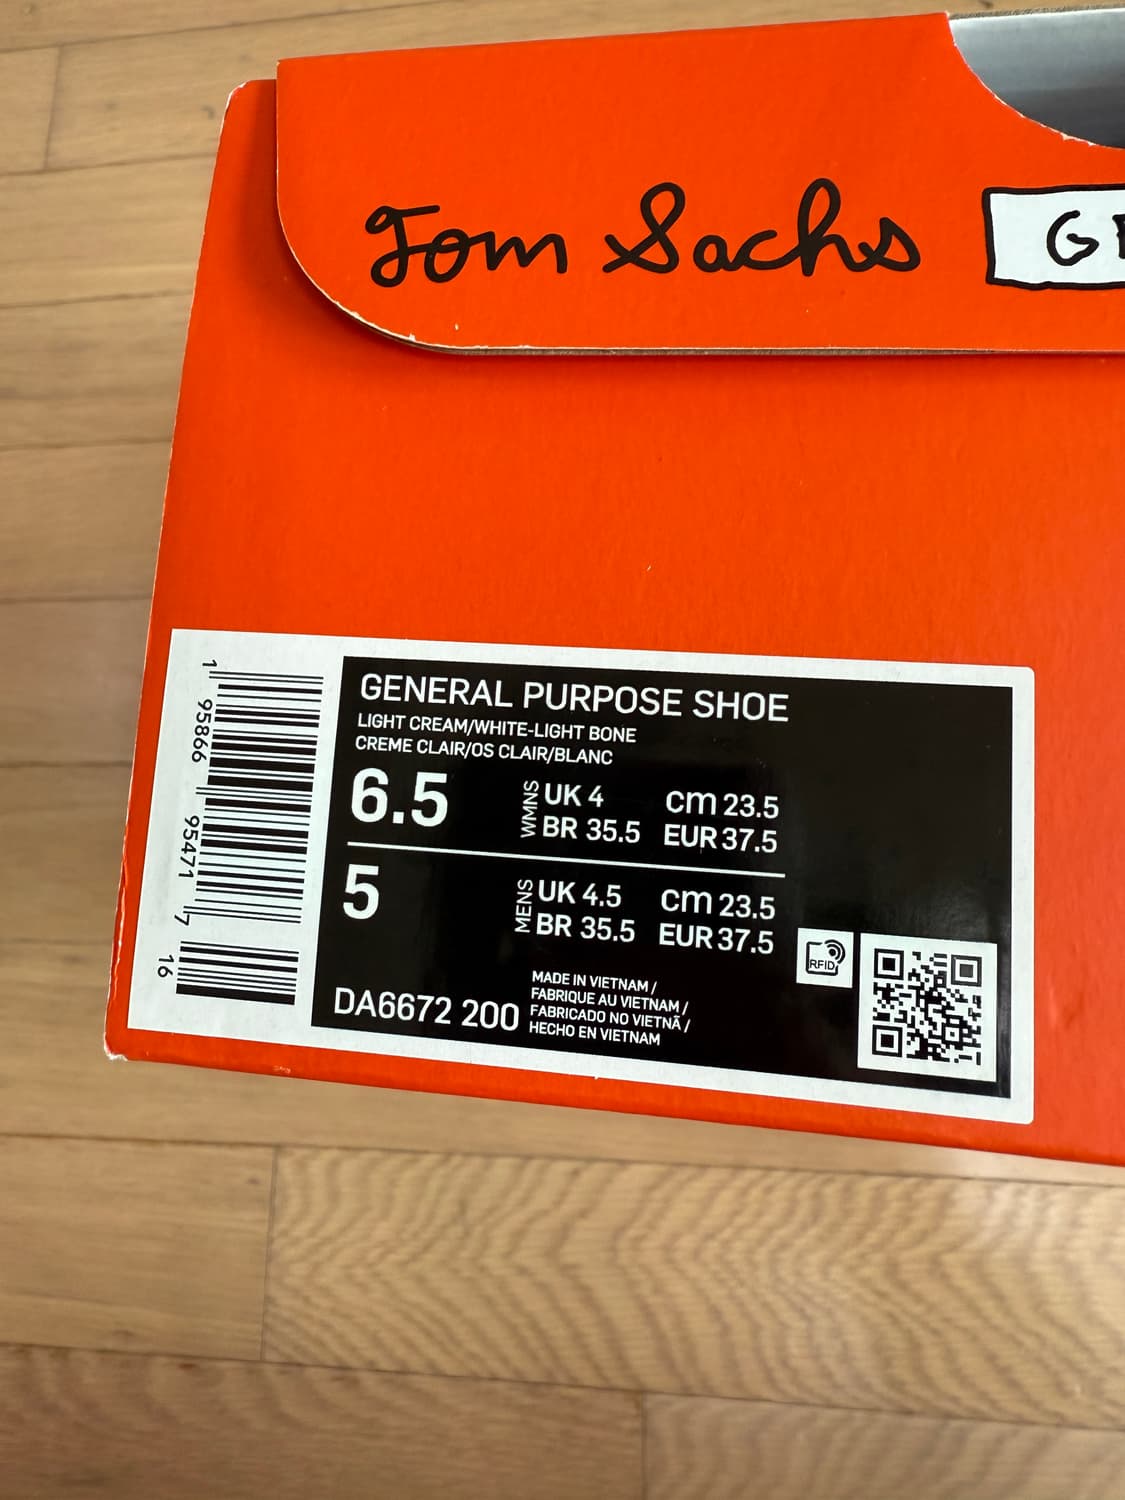 Tom Sachs
G
GENERAL PURPOSE SHOE
LIGHT CREAM/WHITE-LIGHT BONE
CREME CLAIR/OS CLAIR/BLANC
6.5 WMNS UK 4 cm 23.5
BR 35.5 EUR 37.5
5 MENS UK 4.5 cm 23.5
BR 35.5 EUR 37.5
DA6672 200
MADE IN VIETNAM /
FABRIQUE AU VIETNAM /
FABRICADO NO VIETNÃ /
HECHO EN VIETNAM
RFID
1 95866 95471 7
16